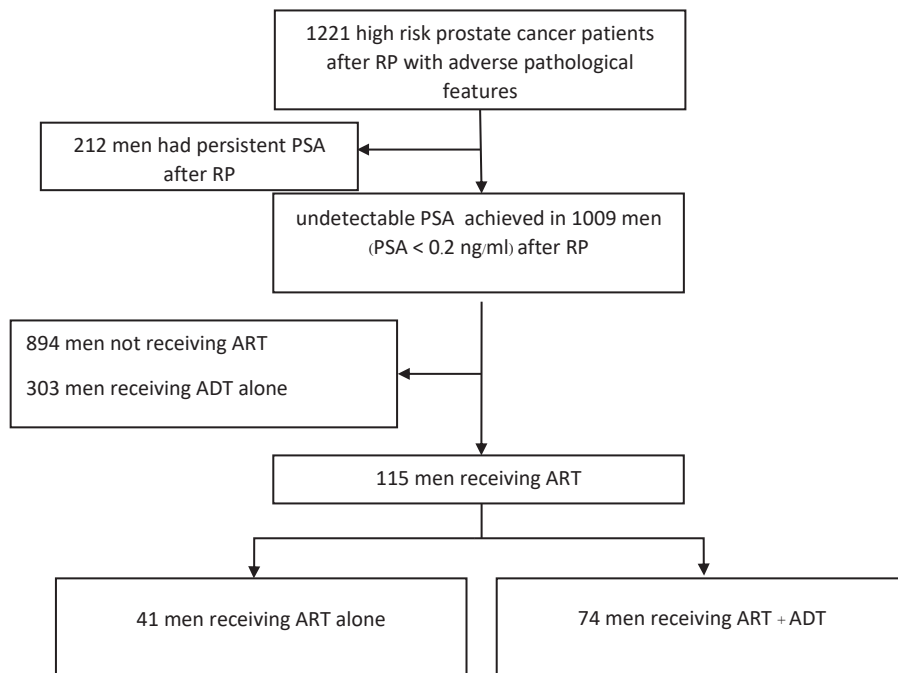 1221 high risk prostate cancer patients
after RP with adverse pathological
features
212 men had persistent PSA
after RP
undetectable PSA achieved in 1009 men
(PSA < 0.2 ng/ml) after RP
894 men not receiving ART
303 men receiving ADT alone
115 men receiving ART
41 men receiving ART alone
74 men receiving ART + ADT